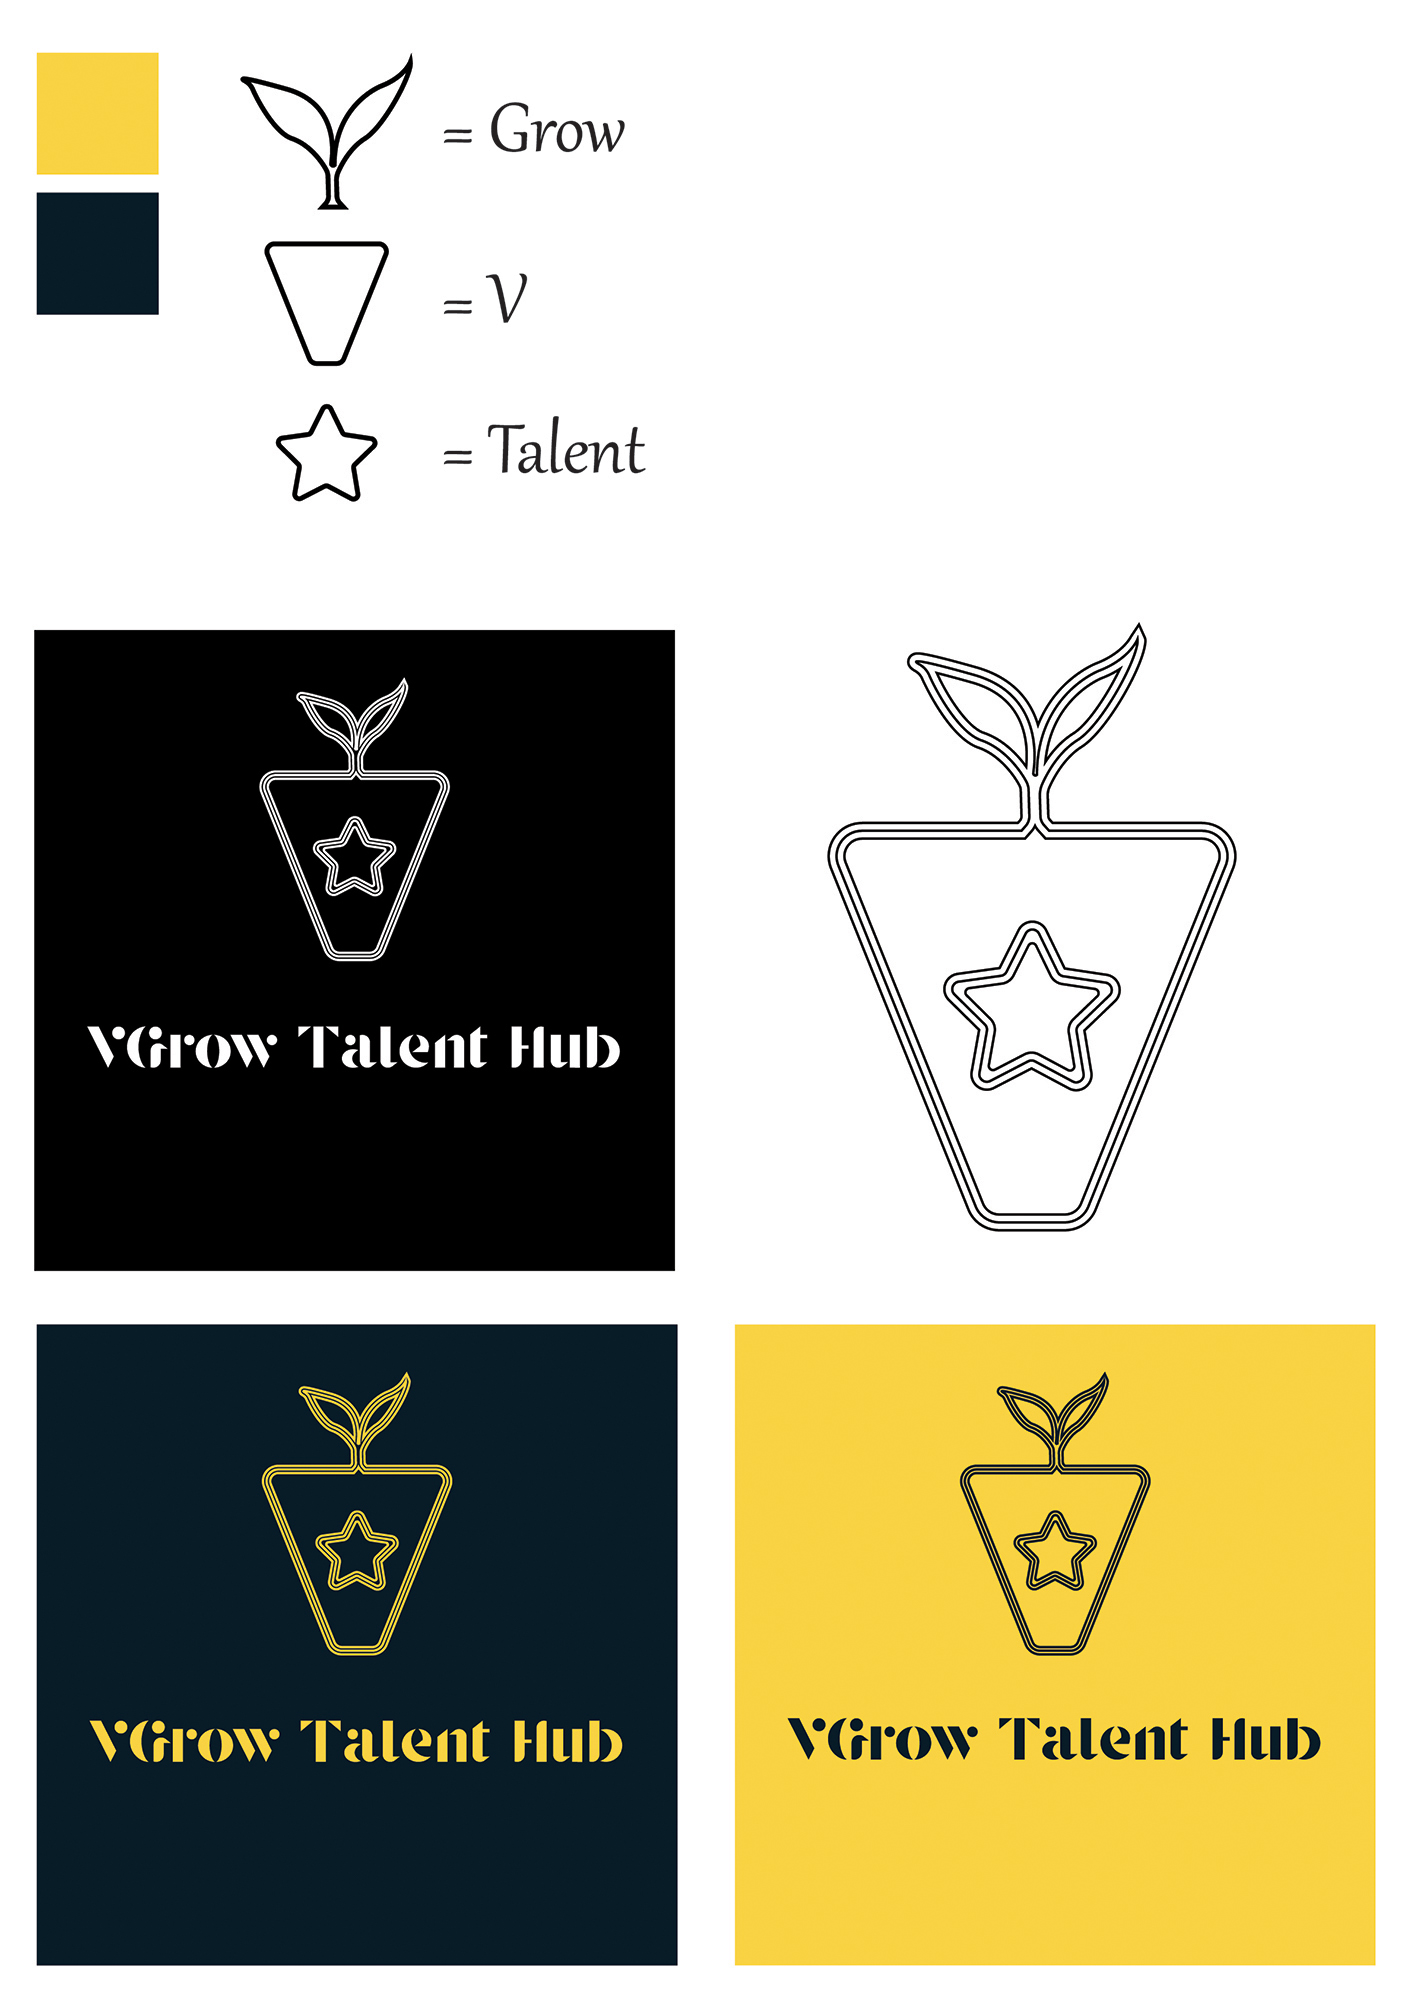 = Grow
= V
= Talent
VGrow Talent Hub
VGrow Talent Hub
VGrow Talent Hub